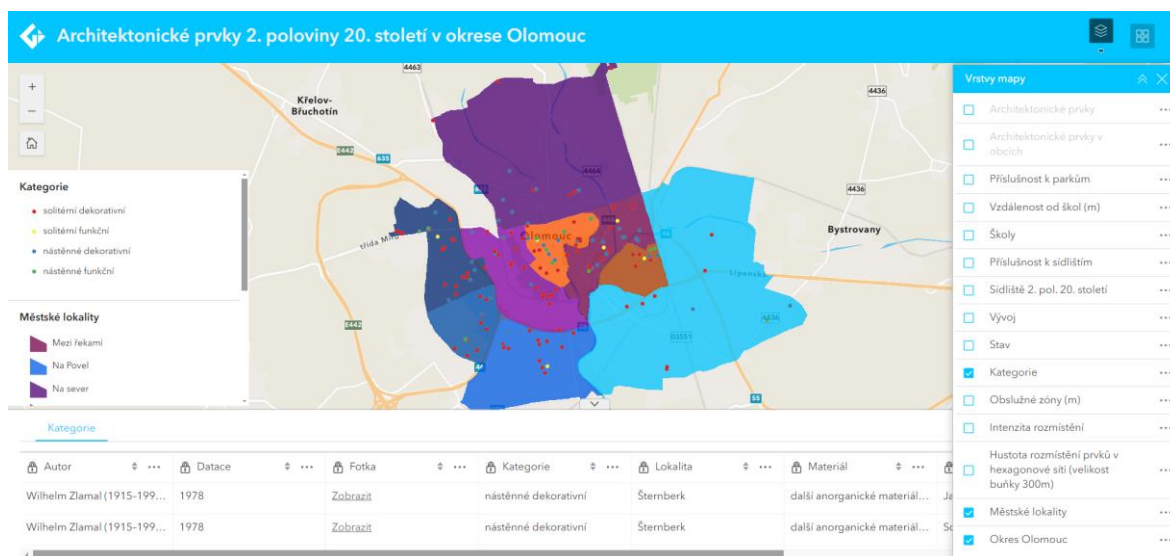 Architektonické prvky 2. poloviny 20. století v okrese Olomouc
4463
Křelov-
Břuchotín
E442
635
4464
4436
4436
třída Míru
Olomouc
Bystrovany
Lipenská
E442
03551
4436
46
55
+
−
Kategorie
solitérní dekorativní
solitérní funkční
nástěnné dekorativní
nástěnné funkční
Městské lokality
Mezi řekami
Na Povel
Na sever
Vrstvy mapy
Architektonické prvky
Architektonické prvky v
obcích
Příslušnost k parkům
Vzdálenost od škol (m)
Školy
Příslušnost k sídlištím
Sídliště 2. pol. 20. století
Vývoj
Stav
Kategorie
Obslužné zóny (m)
Intenzita rozmístění
Hustota rozmístění prvků v
hexagonové síti (velikost
buňky 300m)
Městské lokality
Okres Olomouc
Kategorie
Autor Datace Fotka Kategorie Lokalita Materiál
Wilhelm Zlamal (1915-199... 1978 Zobrazit nástěnné dekorativní Šternberk další anorganické materiál...
Wilhelm Zlamal (1915-199... 1978 Zobrazit nástěnné dekorativní Šternberk další anorganické materiál...